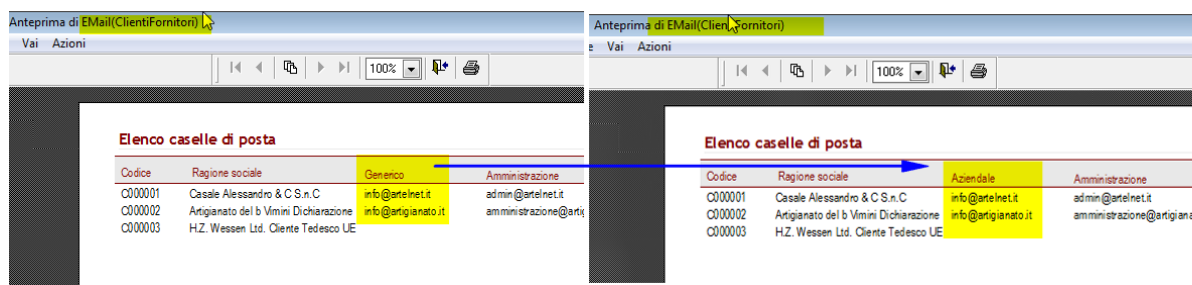 Anteprima di EMail(ClientiFornitori)
Vai Azioni
100%
Elenco caselle di posta
Codice Ragione sociale Generico Amministrazione
C000001 Casale Alessandro & C S.n.C info@artelnet.it admin@artelnet.it
C000002 Artigianato del b Vimini Dichiarazione info@artigianato.it amministrazione@artig
C000003 H.Z. Wessen Ltd. Cliente Tedesco UE
Anteprima di EMail(ClientiFornitori)
e Vai Azioni
100%
Elenco caselle di posta
Codice Ragione sociale Aziendale Amministrazione
C000001 Casale Alessandro & C S.n.C info@artelnet.it admin@artelnet.it
C000002 Artigianato del b Vimini Dichiarazione info@artigianato.it amministrazione@artigiana
C000003 H.Z. Wessen Ltd. Cliente Tedesco UE